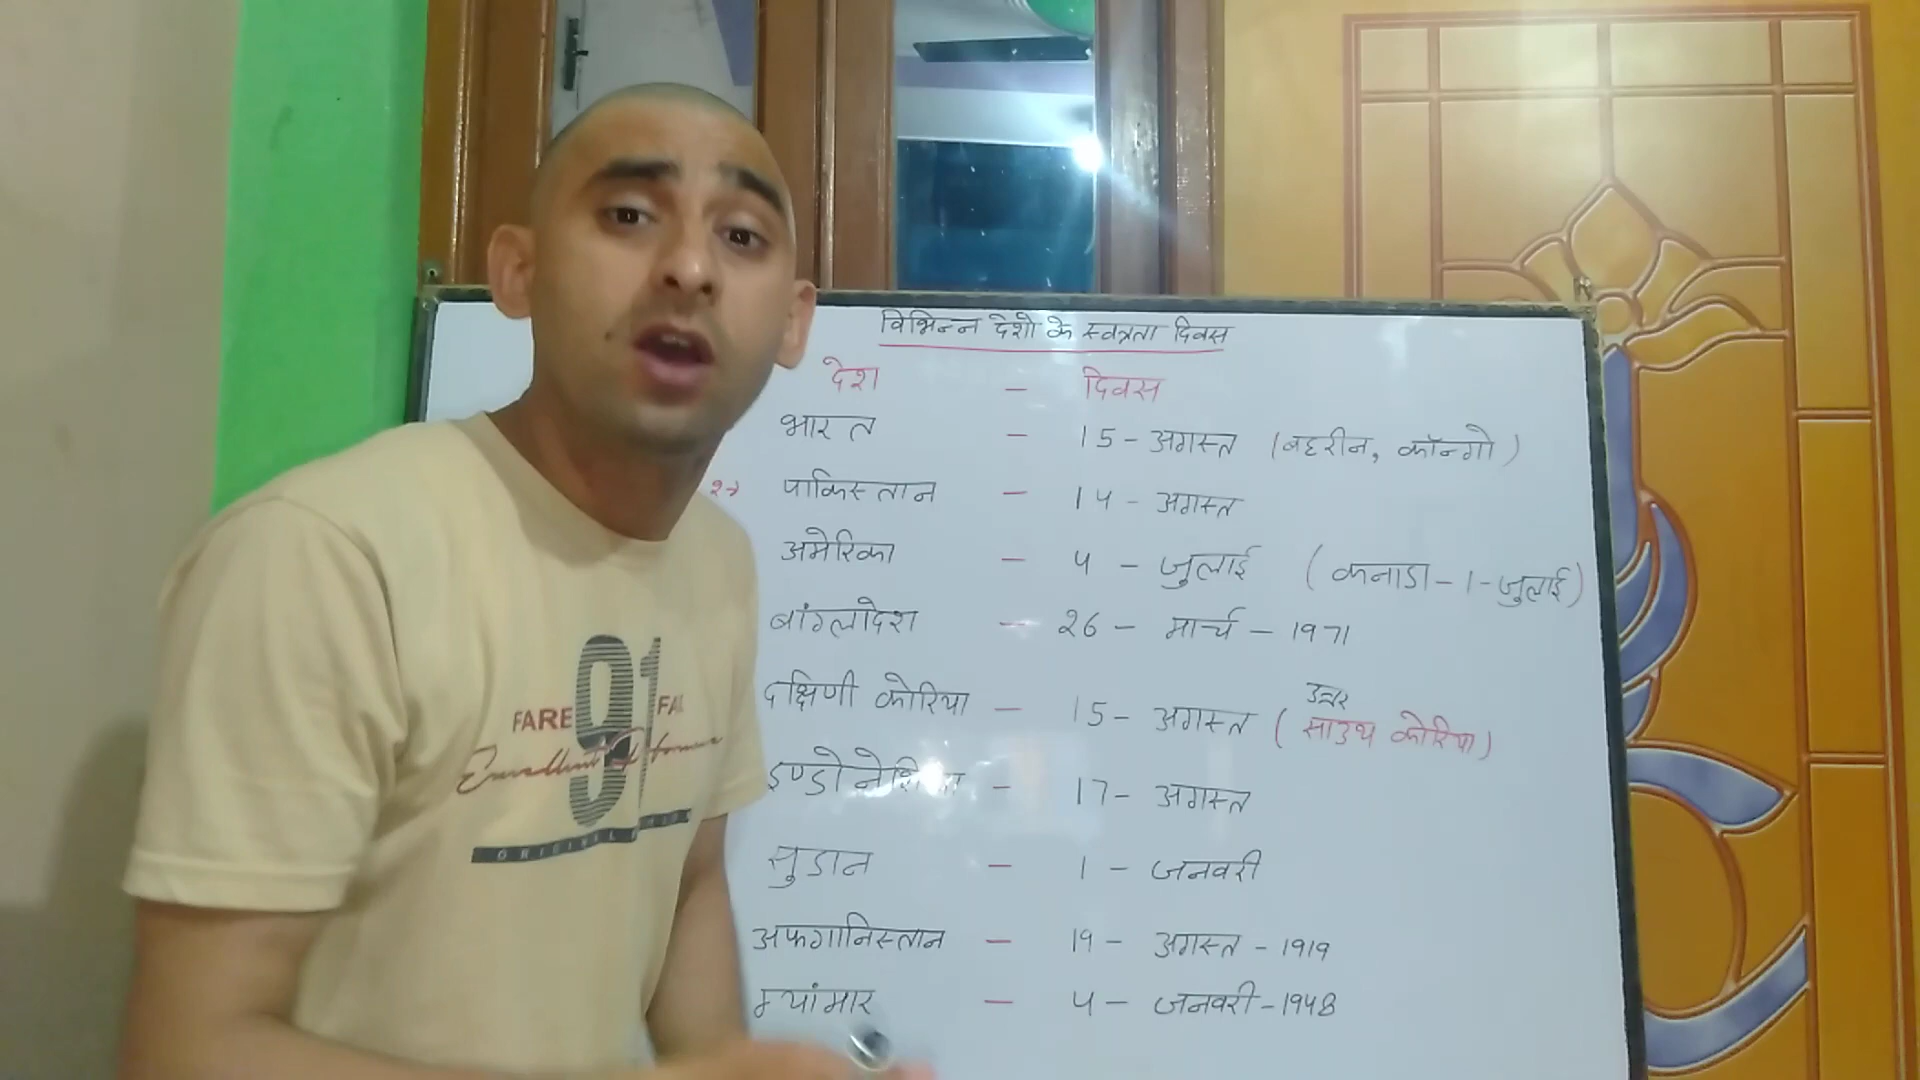 विभिन्न देशो के स्वत्रता दिवस
देश - दिवस
भारत - 15 - अगस्त (बहरीन, कॉन्गो)
पाकिस्तान - 14 - अगस्त
अमेरिका - 4 - जुलाई (कनाडा - 1 - जुलाई)
बांग्लादेश - 26 - मार्च - 1971
उत्तर
दक्षिणी कोरिया - 15 - अगस्त (साउथ कोरिया)
इण्डोनेशिया - 17 - अगस्त
सुडान - 1 - जनवरी
अफगानिस्तान - 19 - अगस्त - 1919
म्यांमार - 4 - जनवरी - 1948
91
FARE
ORIGINAL